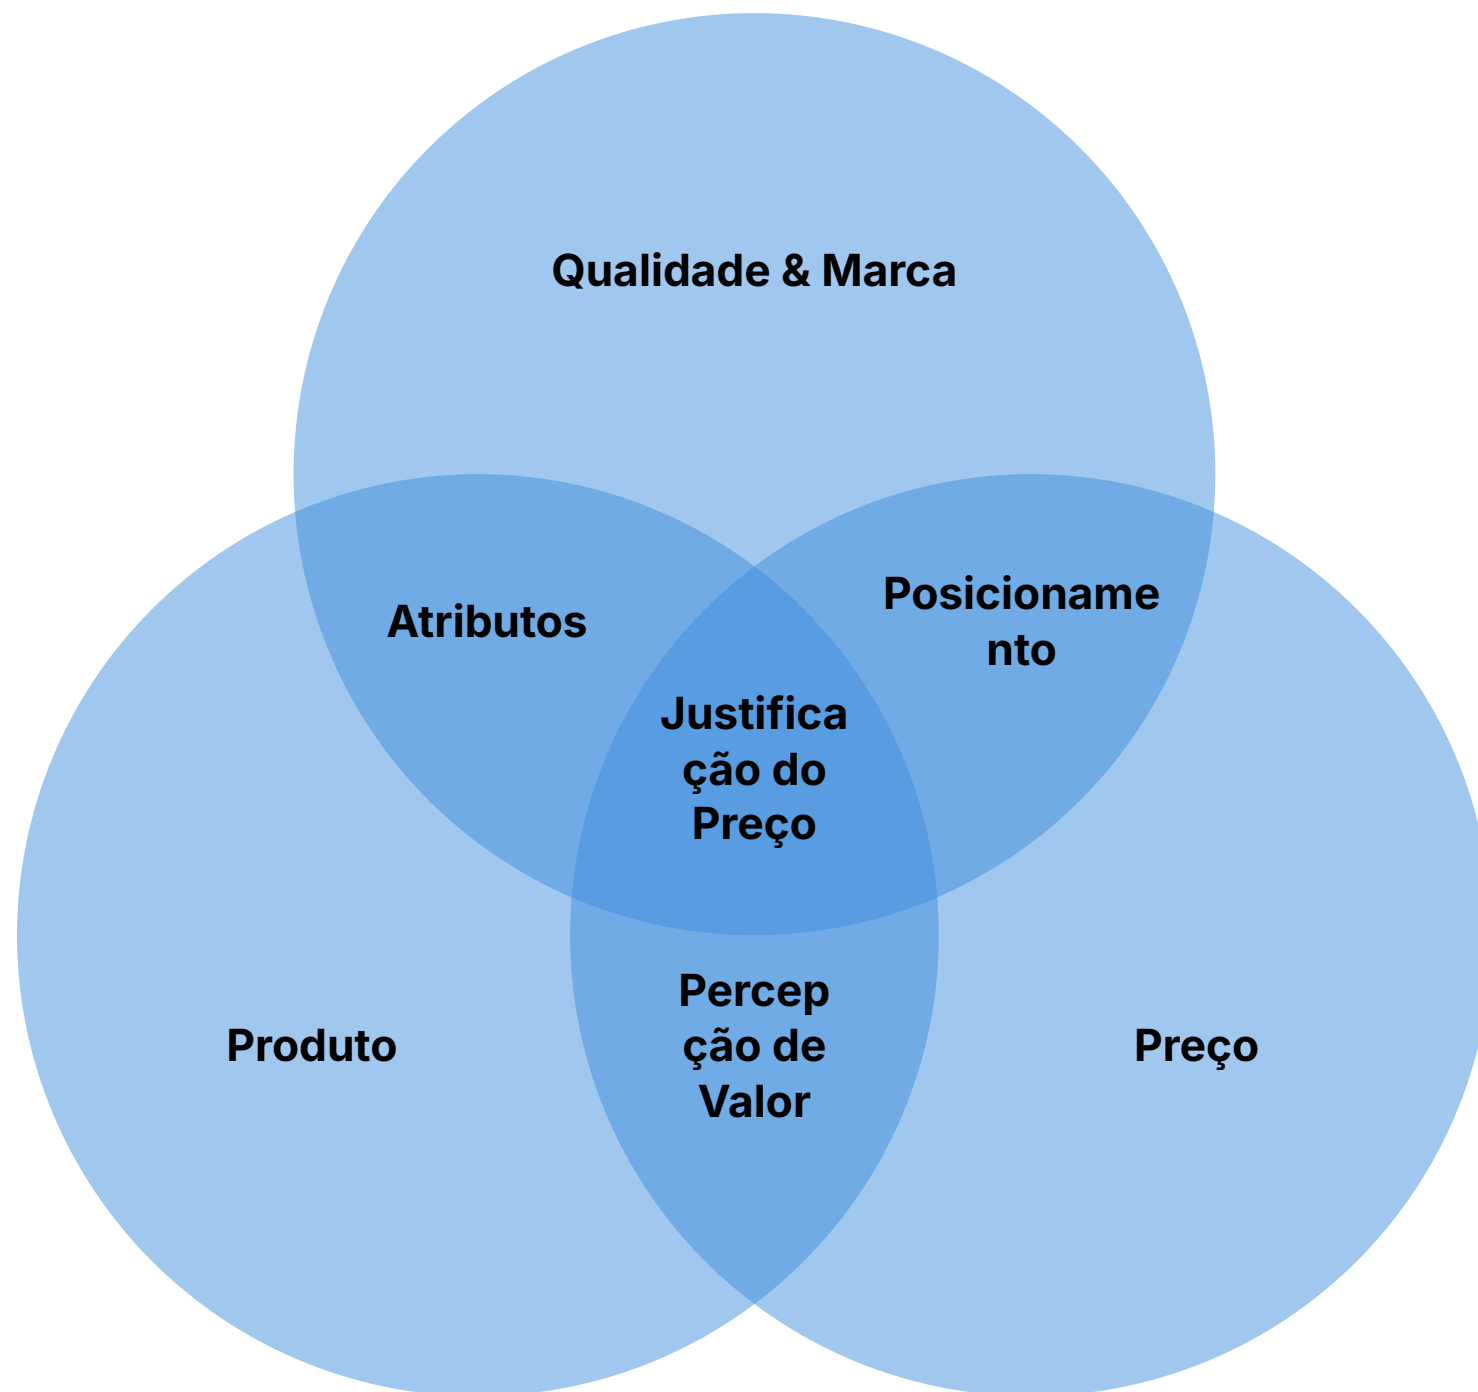 Qualidade & Marca
Atributos
Posicioname
nto
Justifica
ção do
Preço
Produto
Percep
ção de
Valor
Preço